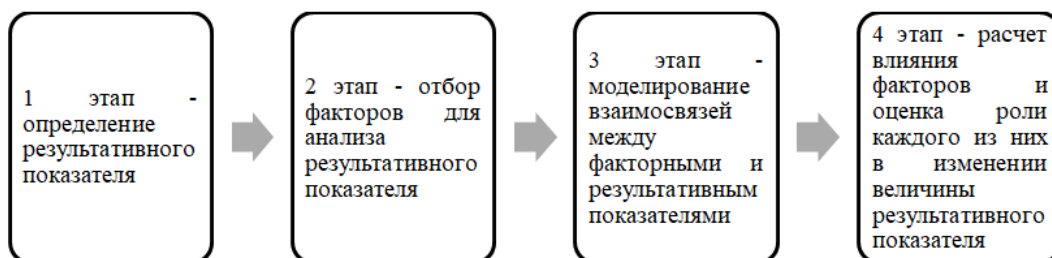 1 этап -
определение
результативного
показателя
2 этап - отбор
факторов для
анализа
результативного
показателя
3 этап -
моделирование
взаимосвязей
между
факторными и
результативным
показателями
4 этап - расчет
влияния
факторов и
оценка роли
каждого из них
в изменении
величины
результативного
показателя